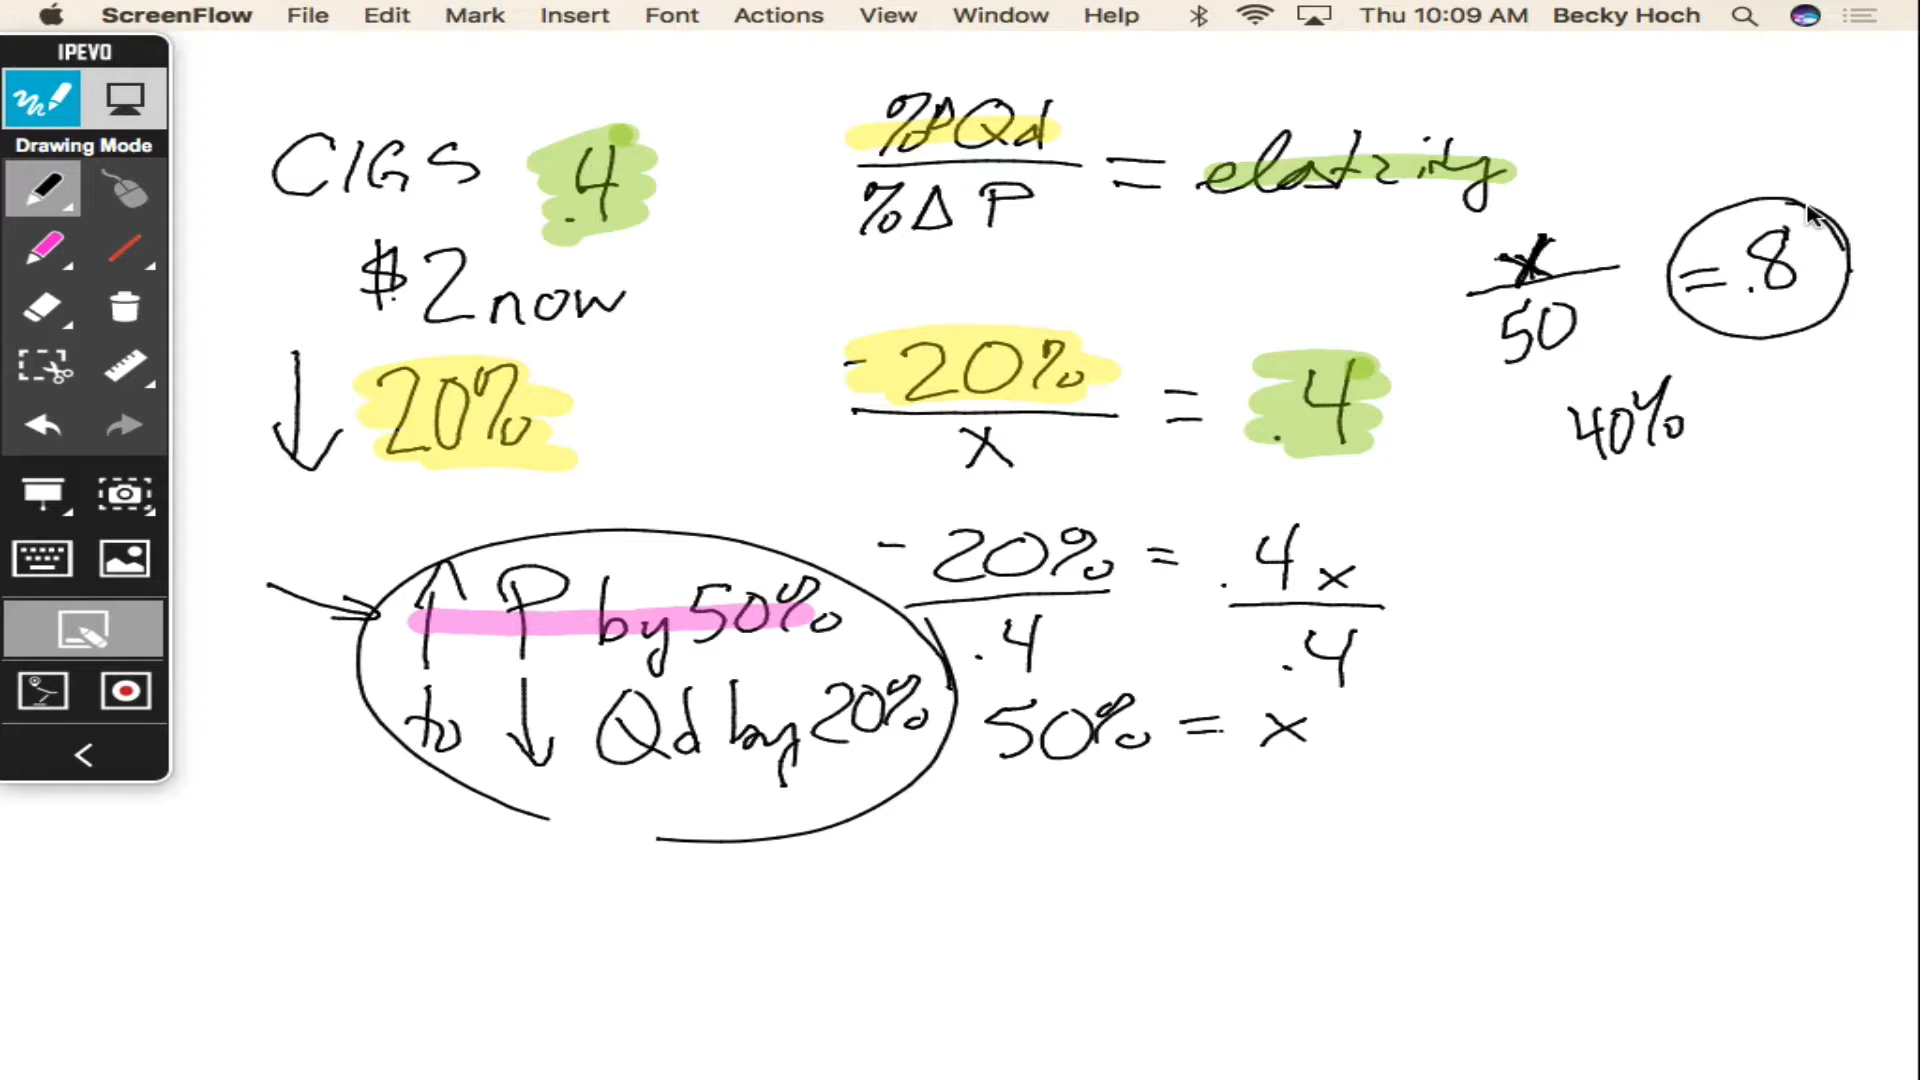 ScreenFlow File Edit Mark Insert Font Actions View Window Help Thu 10:09 AM Becky Hoch
IPEVO
Drawing Mode
CIGS .4
$2 now
↓ 20%
%ΔQd
%ΔP
= elasticity
x
50
= .8
40%
-20%
x
= .4
-20% = .4x
.4 .4
50% = x
↑ P by 50%
to ↓ Qd by 20%